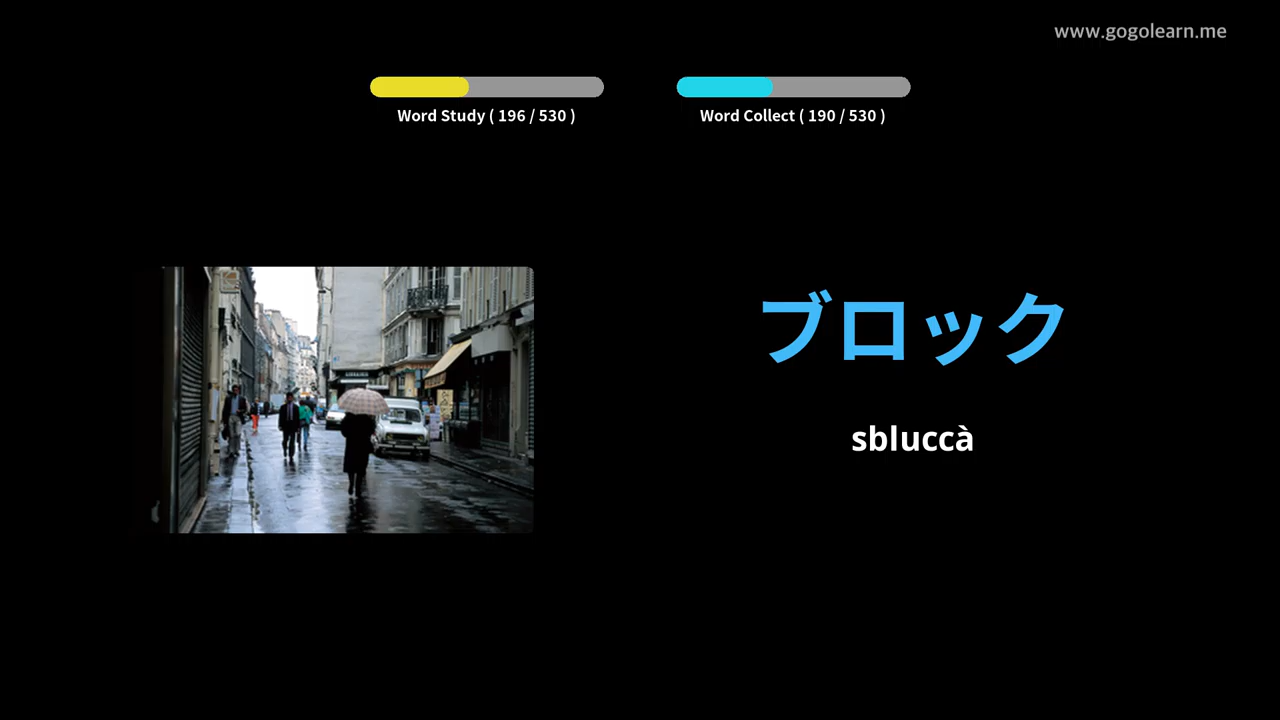 www.gogolearn.me
Word Study ( 196 / 530 )
Word Collect ( 190 / 530 )
ブロック
sbluccà